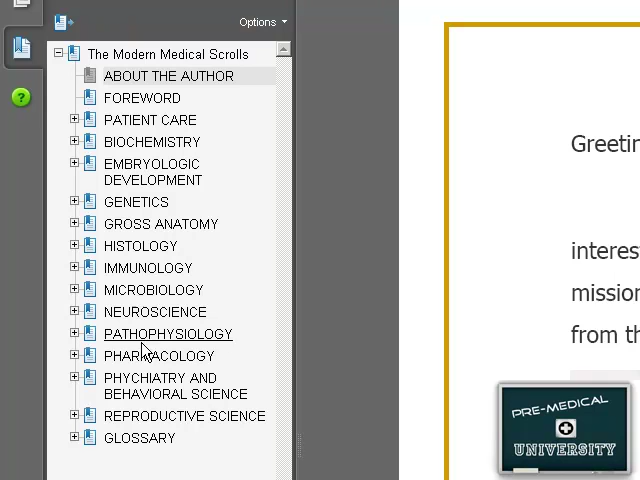 Options
The Modern Medical Scrolls
ABOUT THE AUTHOR
FOREWORD
PATIENT CARE
BIOCHEMISTRY
EMBRYOLOGIC
DEVELOPMENT
GENETICS
GROSS ANATOMY
HISTOLOGY
IMMUNOLOGY
MICROBIOLOGY
NEUROSCIENCE
PATHOPHYSIOLOGY
PHARMACOLOGY
PHYCHIATRY AND
BEHAVIORAL SCIENCE
REPRODUCTIVE SCIENCE
GLOSSARY
Greetin
interes
mission
from th
PRE-MEDICAL
UNIVERSITY